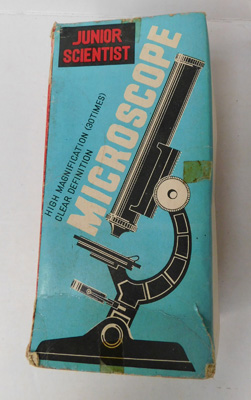 JUNIOR
SCIENTIST
MICROSCOPE
HIGH MAGNIFICATION (30TIMES)
CLEAR DEFINITION